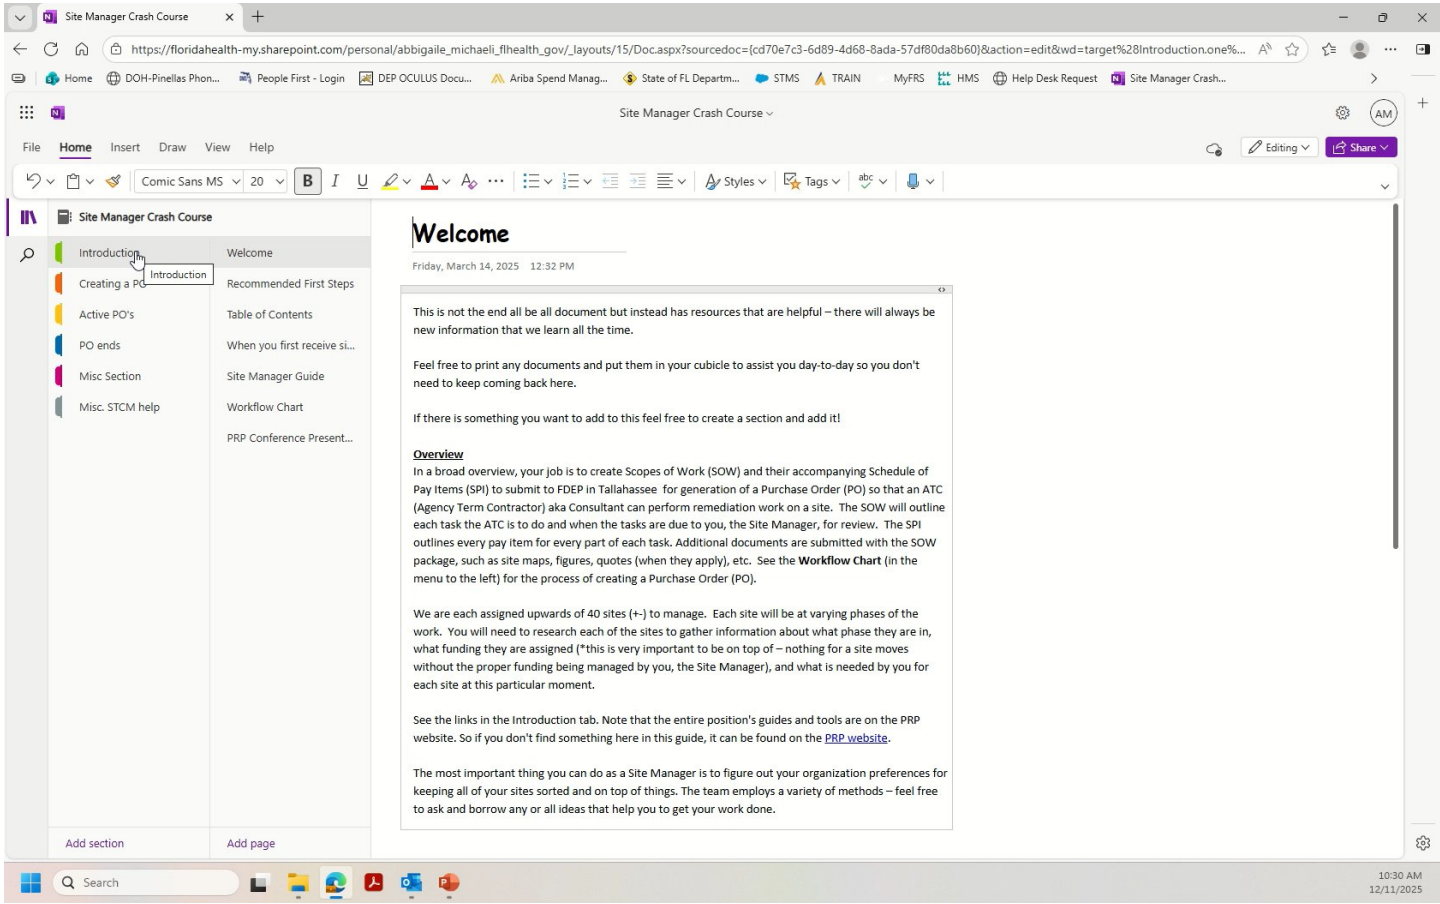 Site Manager Crash Course
https://floridahealth-my.sharepoint.com/personal/abbigaile_michaeli_flhealth_gov/_layouts/15/Doc.aspx?sourcedoc={cd70e7c3-6d89-4d68-8ada-57df80da8b60}&action=edit&wd=target%28Introduction.one%...
Home DOH-Pinellas Phon... People First - Login DEP OCULUS Docu... Ariba Spend Manag... State of FL Departm... STMS TRAIN MyFRS HMS Help Desk Request Site Manager Crash...
Site Manager Crash Course
AM
File Home Insert Draw View Help
Editing Share
Comic Sans MS 20 B I U A Styles Tags abc
Site Manager Crash Course
Introduction
Introduction
Creating a PO
Active PO's
PO ends
Misc Section
Misc. STCM help
Add section
Welcome
Recommended First Steps
Table of Contents
When you first receive si...
Site Manager Guide
Workflow Chart
PRP Conference Present...
Add page
Welcome
Friday, March 14, 2025 12:32 PM
This is not the end all be all document but instead has resources that are helpful – there will always be
new information that we learn all the time.
Feel free to print any documents and put them in your cubicle to assist you day-to-day so you don't
need to keep coming back here.
If there is something you want to add to this feel free to create a section and add it!
Overview
In a broad overview, your job is to create Scopes of Work (SOW) and their accompanying Schedule of
Pay Items (SPI) to submit to FDEP in Tallahassee for generation of a Purchase Order (PO) so that an ATC
(Agency Term Contractor) aka Consultant can perform remediation work on a site. The SOW will outline
each task the ATC is to do and when the tasks are due to you, the Site Manager, for review. The SPI
outlines every pay item for every part of each task. Additional documents are submitted with the SOW
package, such as site maps, figures, quotes (when they apply), etc. See the Workflow Chart (in the
menu to the left) for the process of creating a Purchase Order (PO).
We are each assigned upwards of 40 sites (+-) to manage. Each site will be at varying phases of the
work. You will need to research each of the sites to gather information about what phase they are in,
what funding they are assigned (*this is very important to be on top of – nothing for a site moves
without the proper funding being managed by you, the Site Manager), and what is needed by you for
each site at this particular moment.
See the links in the Introduction tab. Note that the entire position's guides and tools are on the PRP
website. So if you don't find something here in this guide, it can be found on the PRP website.
The most important thing you can do as a Site Manager is to figure out your organization preferences for
keeping all of your sites sorted and on top of things. The team employs a variety of methods – feel free
to ask and borrow any or all ideas that help you to get your work done.
Search
10:30 AM
12/11/2025